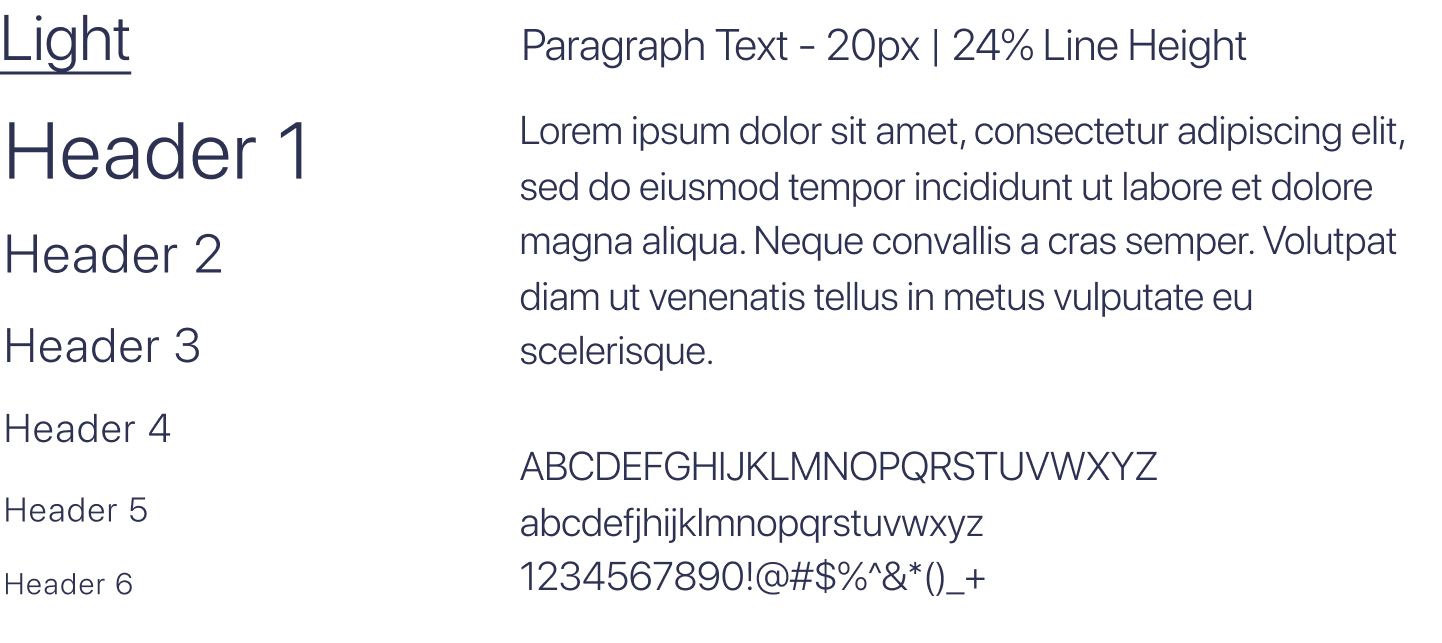 Light
Header 1
Header 2
Header 3
Header 4
Header 5
Header 6
Paragraph Text - 20px | 24% Line Height
Lorem ipsum dolor sit amet, consectetur adipiscing elit,
sed do eiusmod tempor incididunt ut labore et dolore
magna aliqua. Neque convallis a cras semper. Volutpat
diam ut venenatis tellus in metus vulputate eu
scelerisque.
ABCDEFGHIJKLMNOPQRSTUVWXYZ
abcdefjhijklmnopqrstuvwxyz
1234567890!@#$%^&*()_+